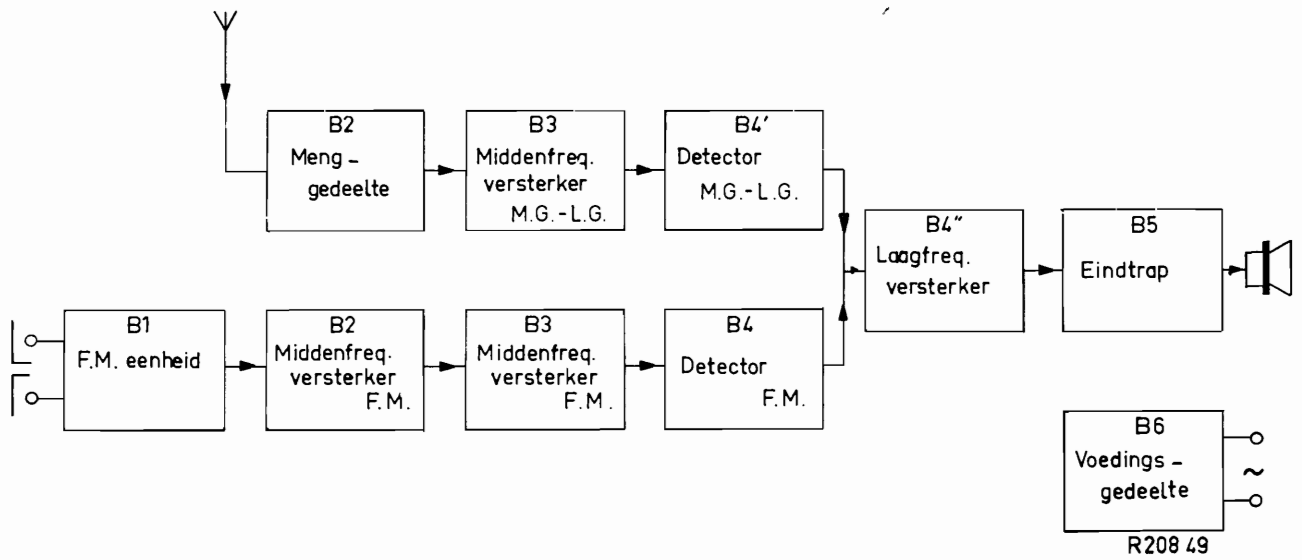 B2
Meng -
gedeelte
B3
Middenfreq.
versterker
M.G.-L.G.
B4'
Detector
M.G.-L.G.
B4"
Laagfreq.
versterker
B5
Eindtrap
B1
F.M. eenheid
B2
Middenfreq.
versterker
F.M.
B3
Middenfreq.
versterker
F.M.
B4
Detector
F.M.
B6
Voedings -
gedeelte
~
R208 49